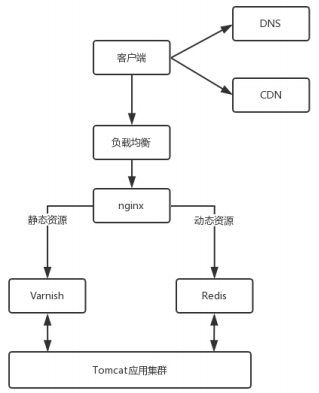 DNS
客户端
CDN
负载均衡
nginx
静态资源
动态资源
Varnish
Redis
Tomcat应用集群